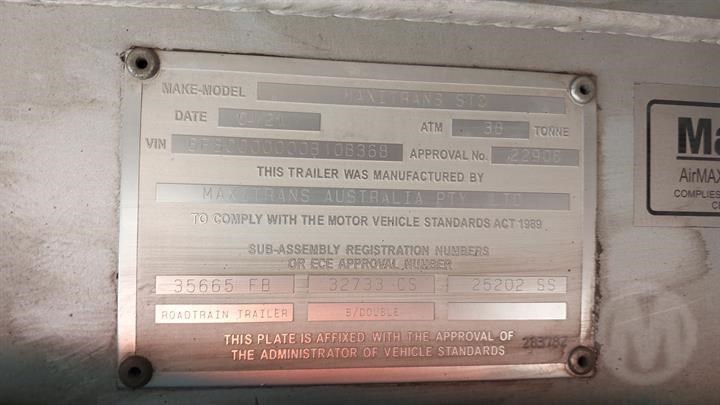 MAKE-MODEL MAXITRANS STD
DATE ATM 38 TONNE
VIN APPROVAL No. 22906
THIS TRAILER WAS MANUFACTURED BY
MAXITRANS AUSTRALIA PTY LTD
TO COMPLY WITH THE MOTOR VEHICLE STANDARDS ACT 1989
SUB-ASSEMBLY REGISTRATION NUMBERS
OR ECE APPROVAL NUMBER
35665 FB 32733 CS 25202 SS
ROADTRAIN TRAILER B/DOUBLE
THIS PLATE IS AFFIXED WITH THE APPROVAL OF
THE ADMINISTRATOR OF VEHICLE STANDARDS
283782
Ma
AirMAX
COMPLIES
M